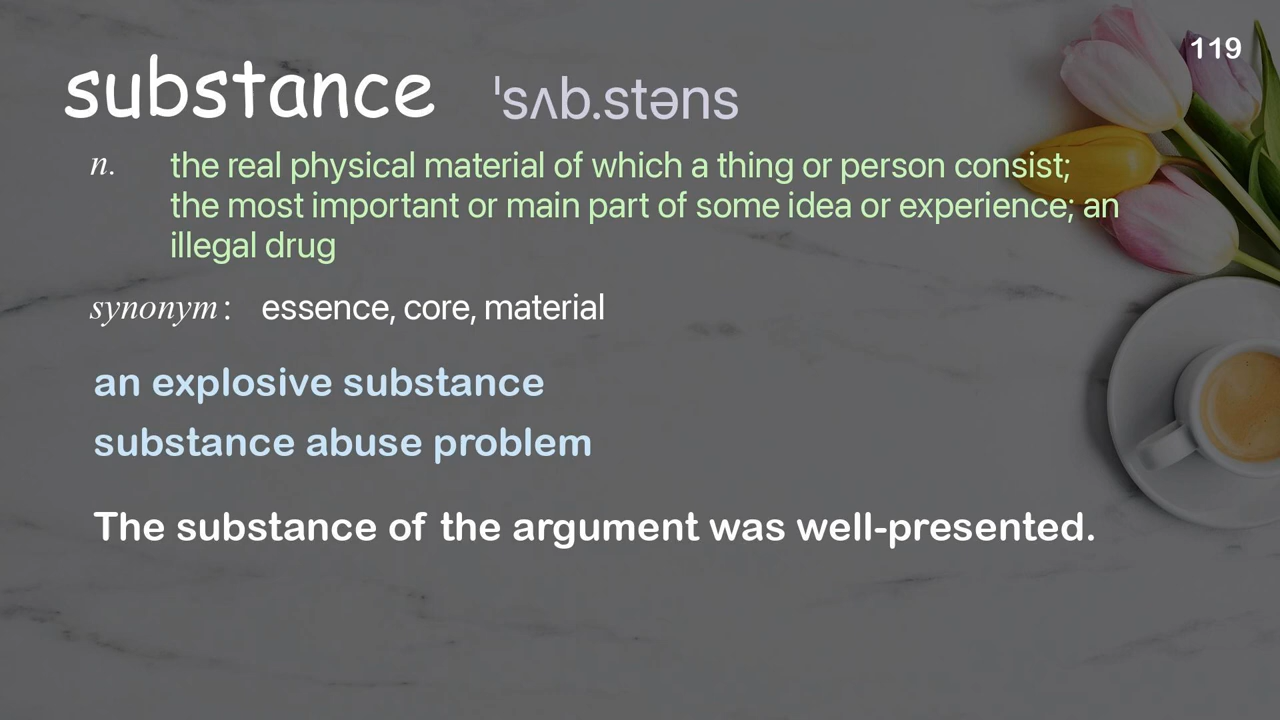 119
substance ˈsʌb.stəns
n. the real physical material of which a thing or person consist;
the most important or main part of some idea or experience; an
illegal drug
synonym: essence, core, material
an explosive substance
substance abuse problem
The substance of the argument was well-presented.